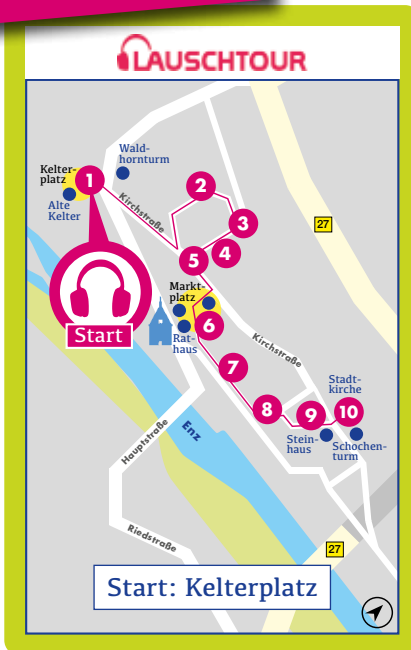 LAUSCHTOUR
Wald-
hornturm
Kelter-
platz
1
Alte
Kelter
Kirchstraße
2
3
4
5
27
Start
Markt-
platz
6
Rat-
haus
Kirchstraße
7
Stadt-
kirche
8
9
10
Stein-
haus
Schochen-
turm
Hauptstraße
Enz
Riedstraße
27
Start: Kelterplatz